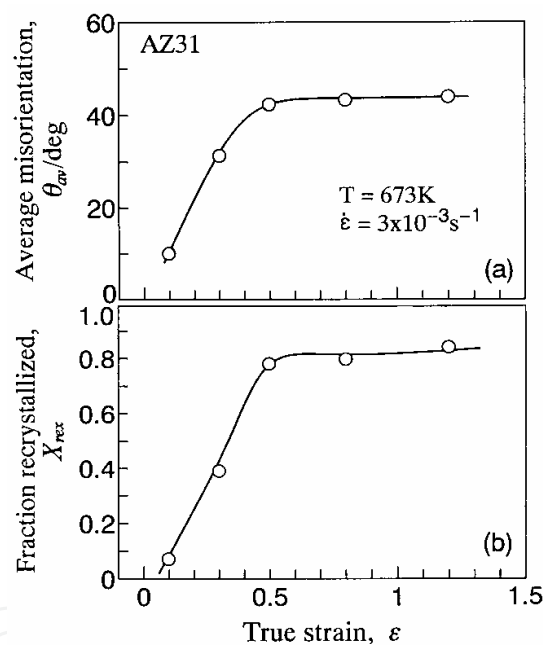 60
AZ31
40
20
0
Average misorientation,
θav/deg
T = 673K
ε̇ = 3x10⁻³s⁻¹
(a)
1.0
0.8
0.6
0.4
0.2
0
Fraction recrystallized,
Xrex
(b)
0 0.5 1 1.5
True strain, ε